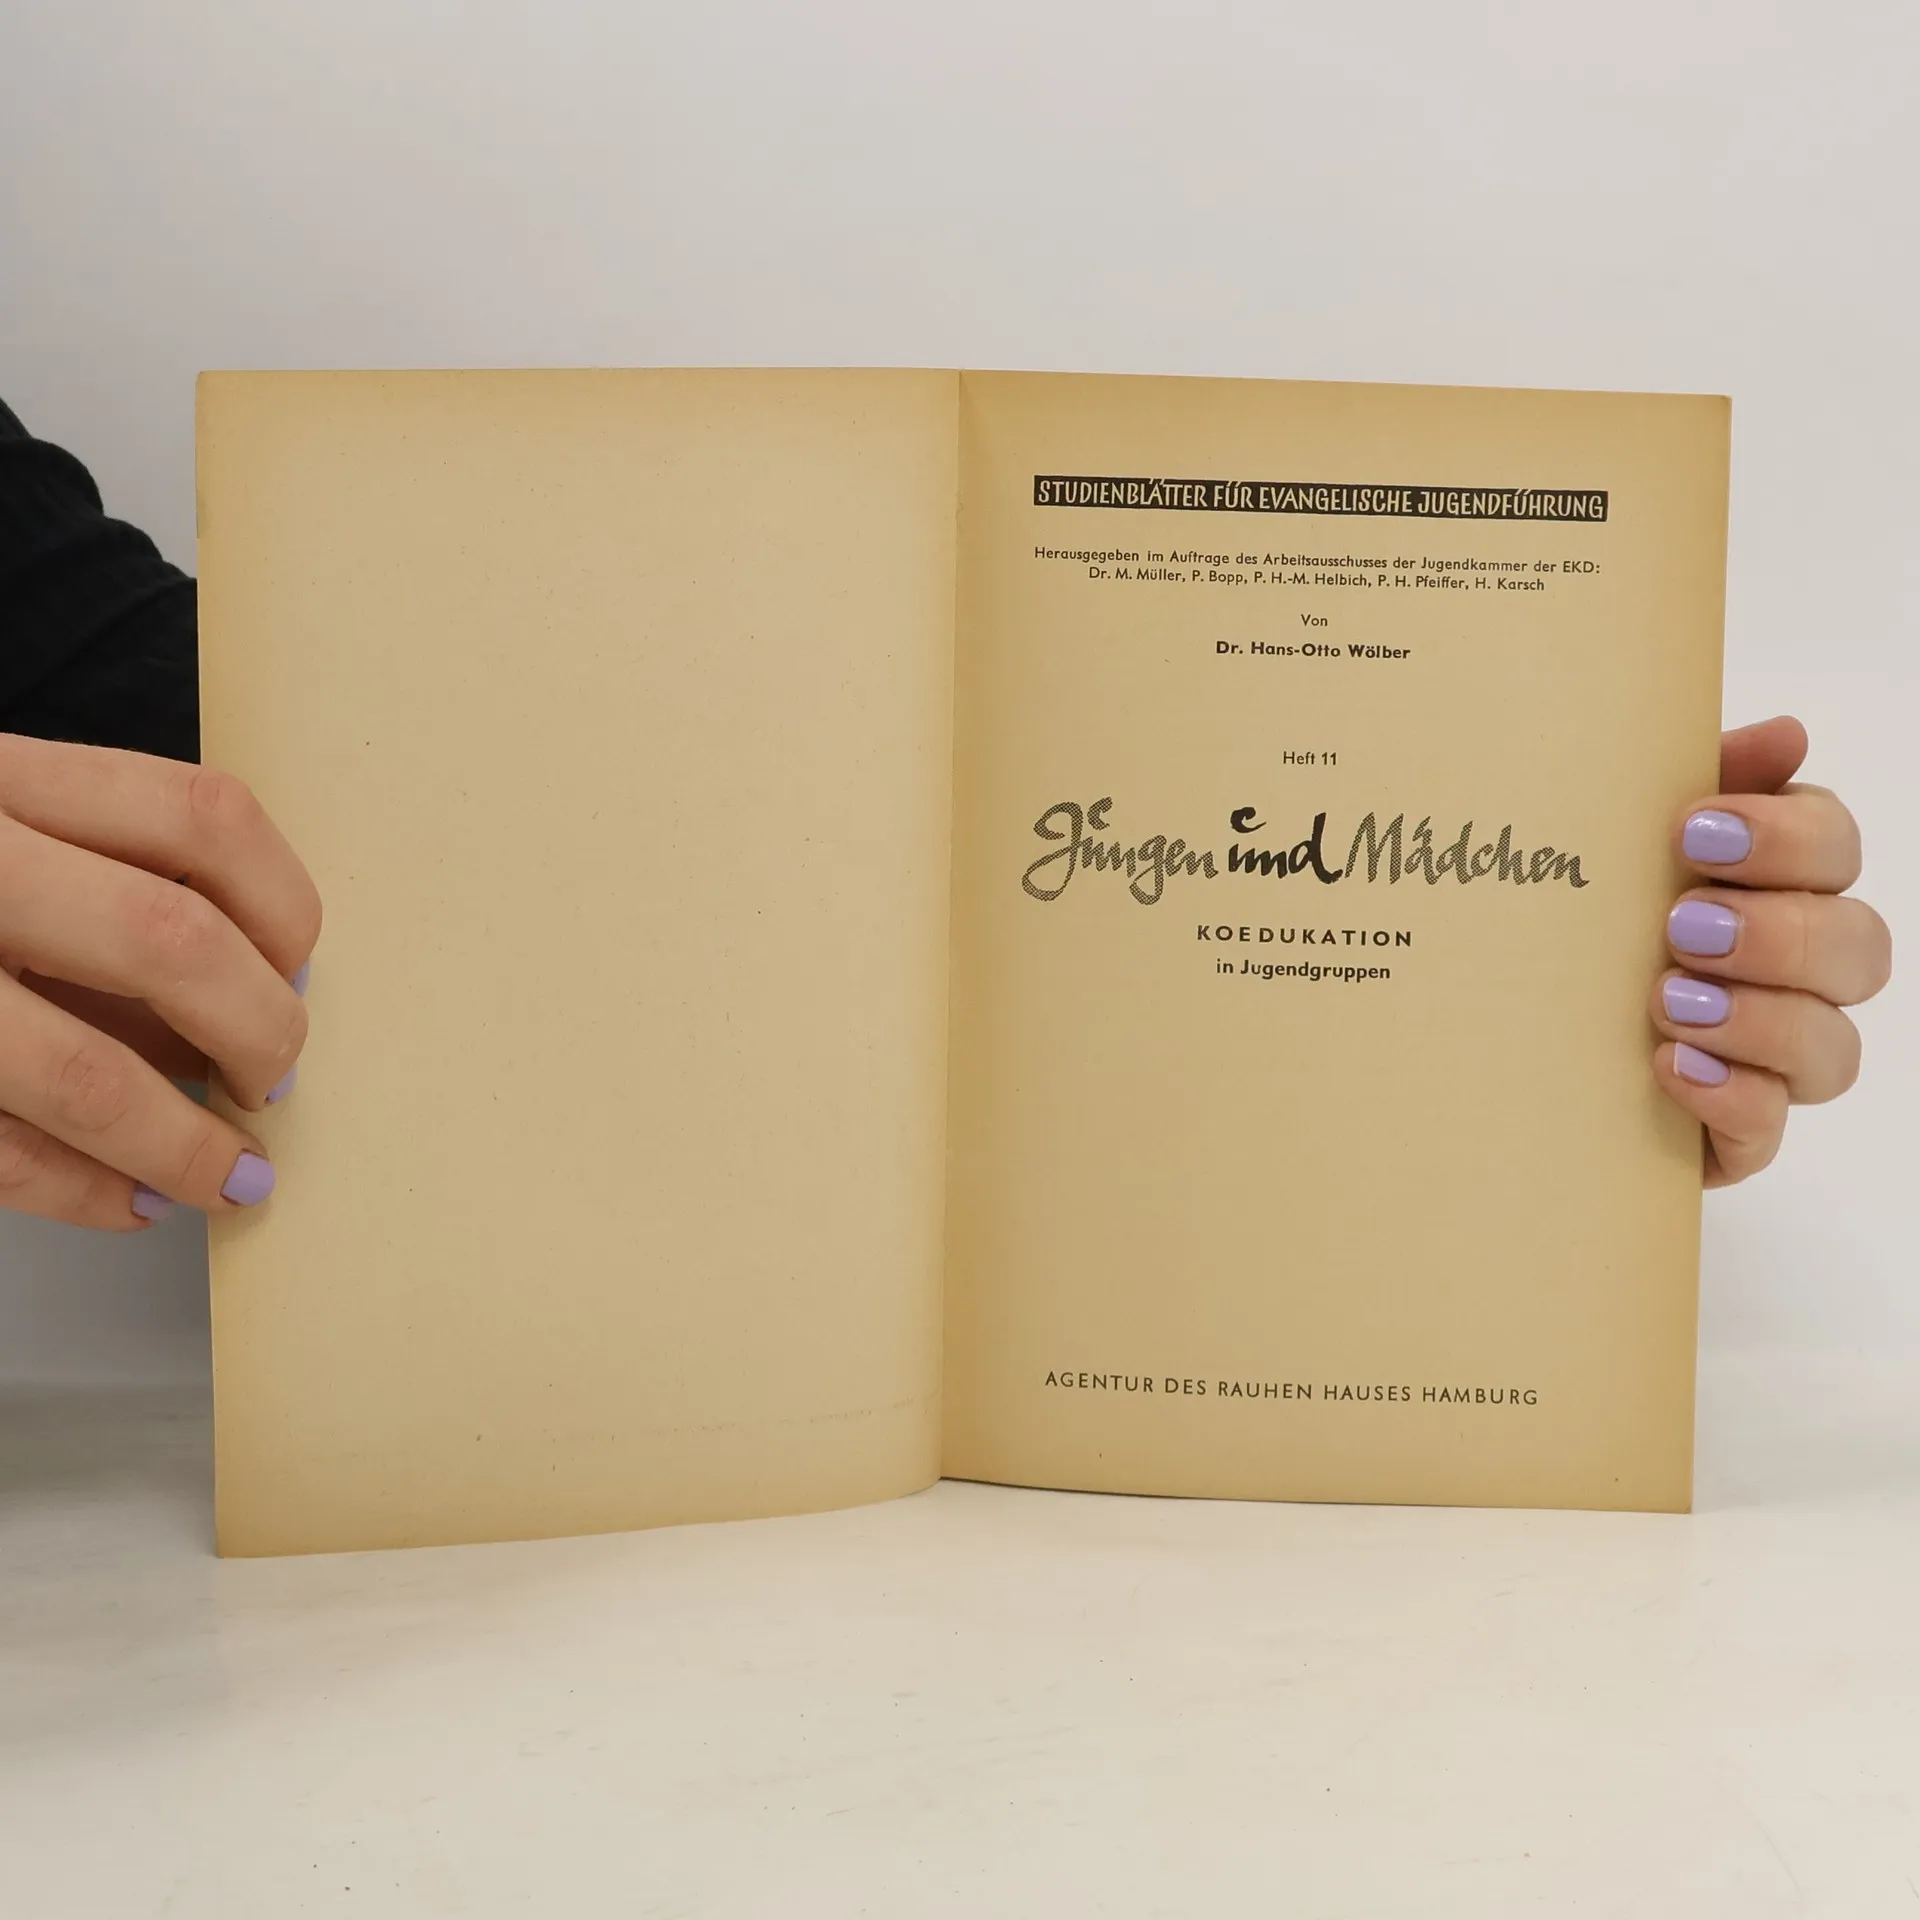 STUDIENBLÄTTER FÜR EVANGELISCHE JUGENDFÜHRUNG
Herausgegeben im Auftrage des Arbeitsausschusses der Jugendkammer der EKD:
Dr. M. Müller, P. Bopp, P. H.-M. Helbich, P. H. Pfeiffer, H. Karsch
Von
Dr. Hans-Otto Wölber
Heft 11
Jungen und Mädchen
KOEDUKATION
in Jugendgruppen
AGENTUR DES RAUHEN HAUSES HAMBURG